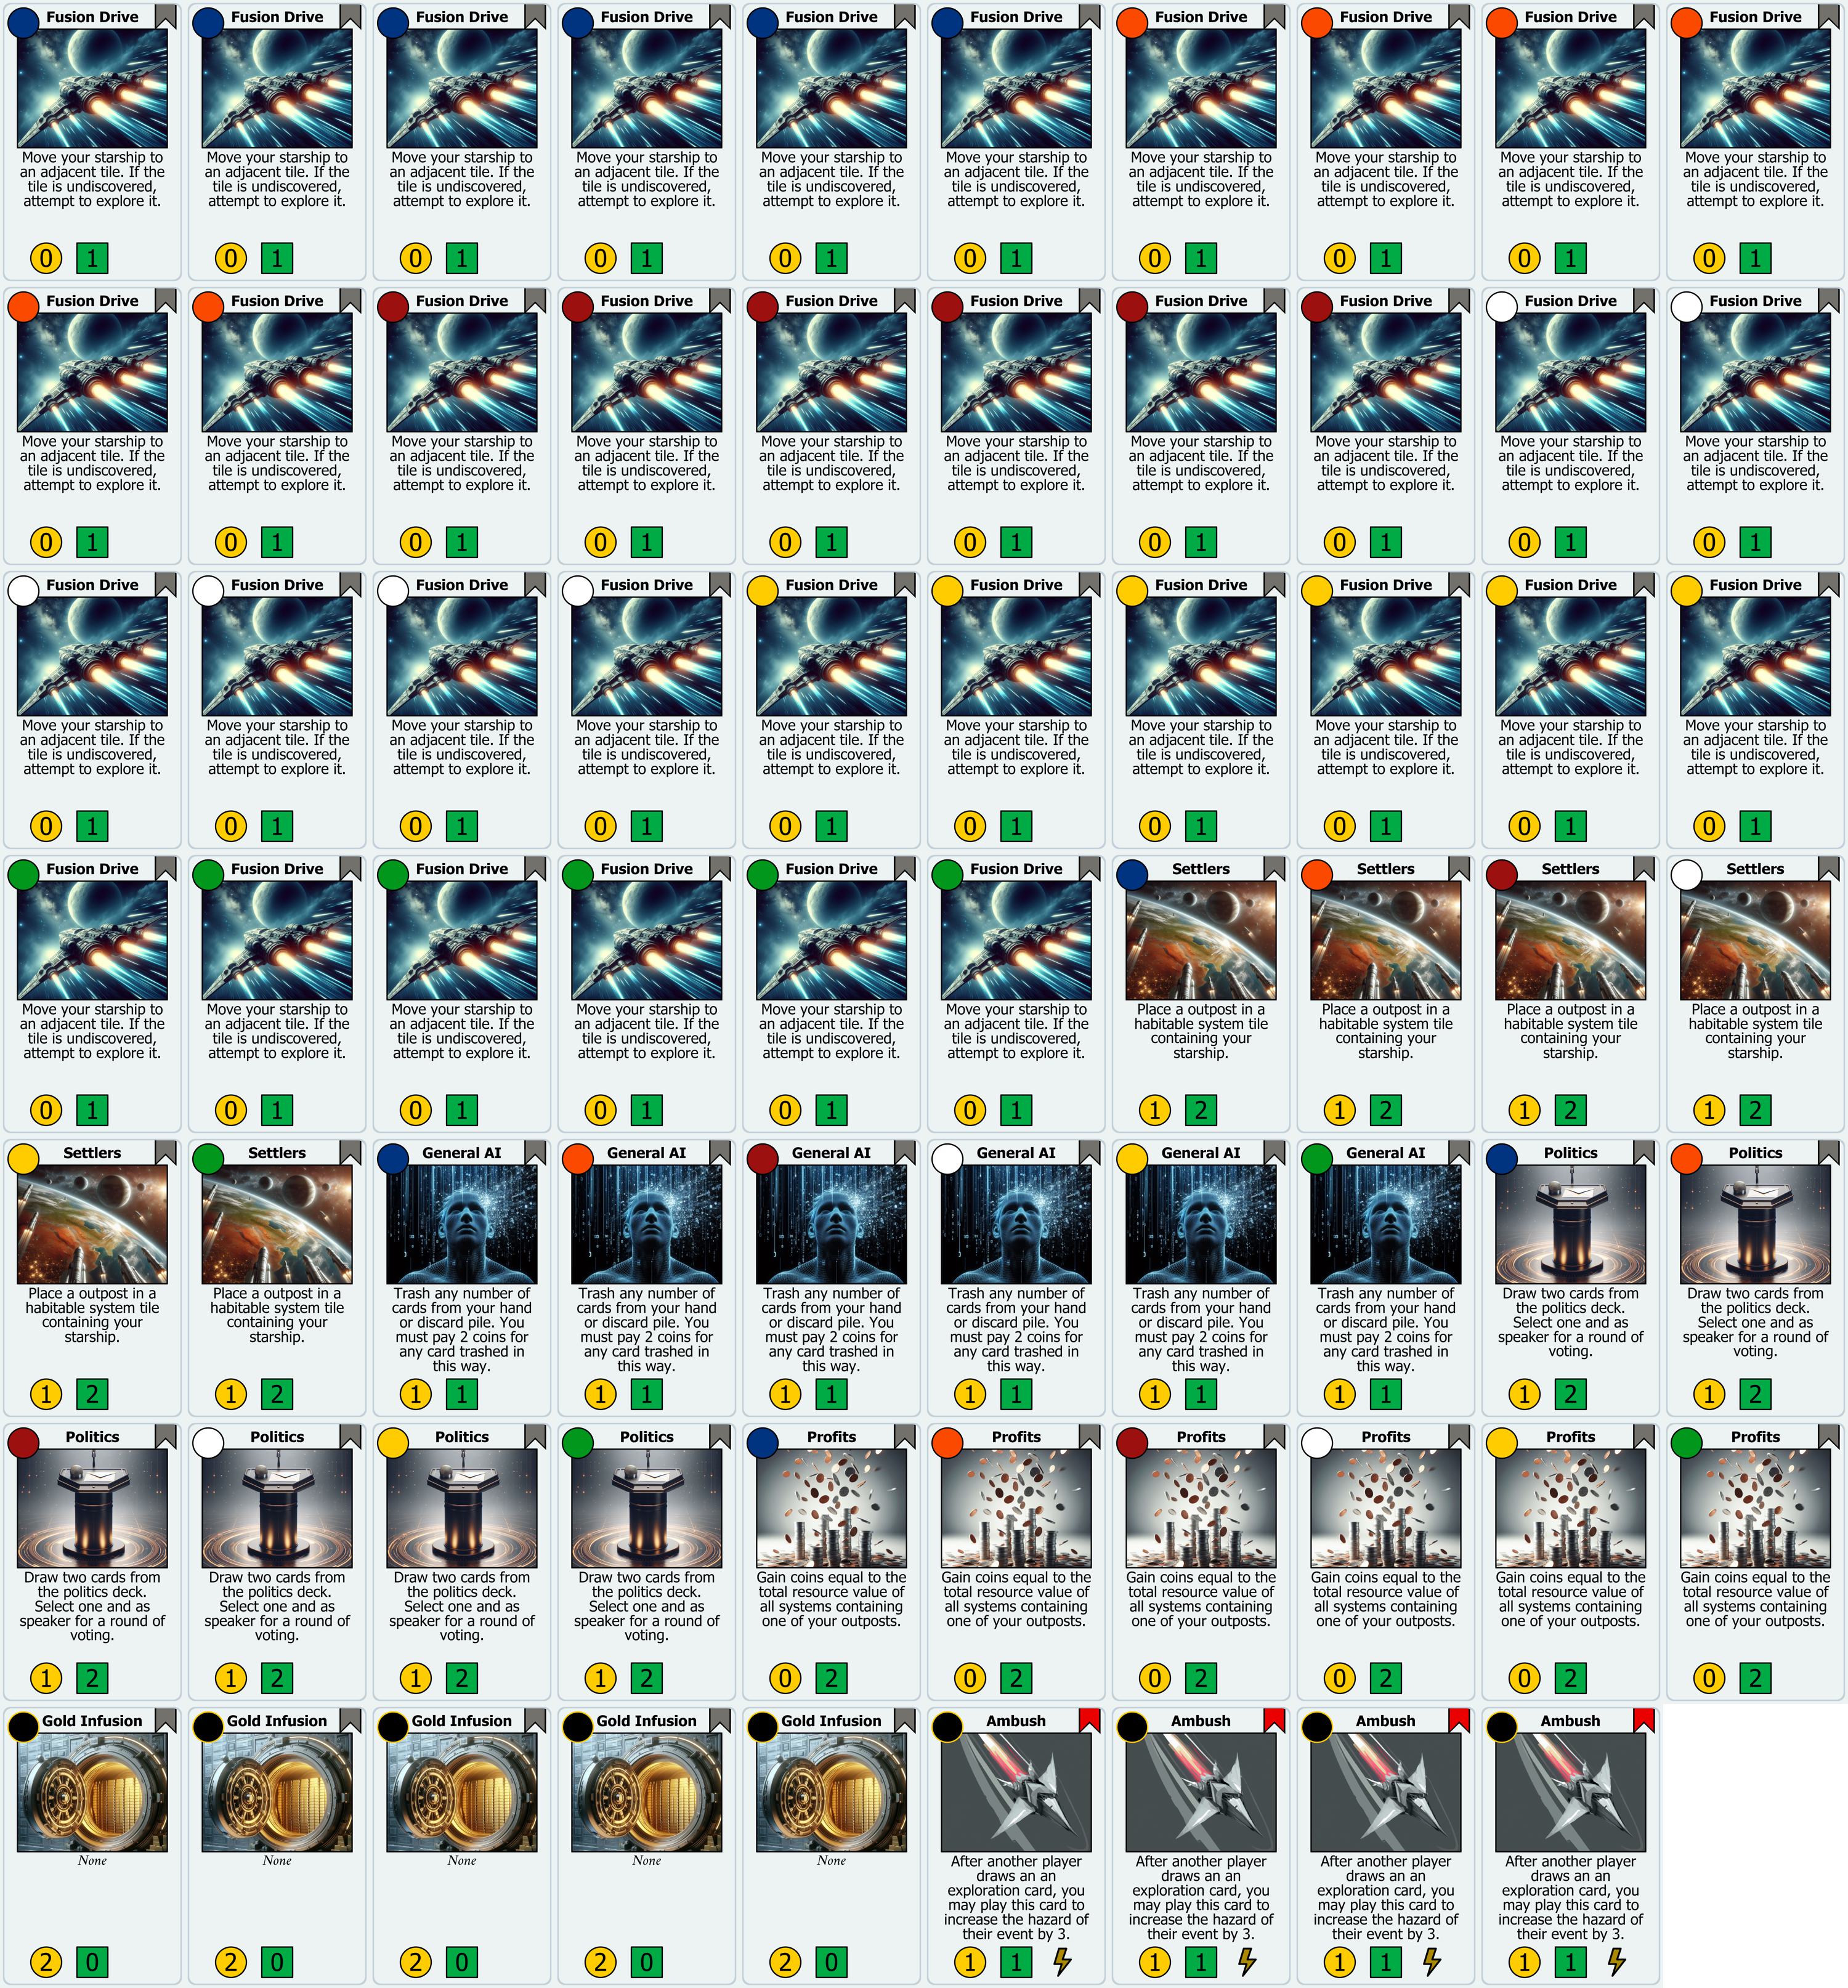 Fusion Drive
Move your starship to
an adjacent tile. If the
tile is undiscovered,
attempt to explore it.
0 1
Fusion Drive
Move your starship to
an adjacent tile. If the
tile is undiscovered,
attempt to explore it.
0 1
Fusion Drive
Move your starship to
an adjacent tile. If the
tile is undiscovered,
attempt to explore it.
0 1
Fusion Drive
Move your starship to
an adjacent tile. If the
tile is undiscovered,
attempt to explore it.
0 1
Fusion Drive
Move your starship to
an adjacent tile. If the
tile is undiscovered,
attempt to explore it.
0 1
Fusion Drive
Move your starship to
an adjacent tile. If the
tile is undiscovered,
attempt to explore it.
0 1
Fusion Drive
Move your starship to
an adjacent tile. If the
tile is undiscovered,
attempt to explore it.
0 1
Fusion Drive
Move your starship to
an adjacent tile. If the
tile is undiscovered,
attempt to explore it.
0 1
Fusion Drive
Move your starship to
an adjacent tile. If the
tile is undiscovered,
attempt to explore it.
0 1
Fusion Drive
Move your starship to
an adjacent tile. If the
tile is undiscovered,
attempt to explore it.
0 1
Fusion Drive
Move your starship to
an adjacent tile. If the
tile is undiscovered,
attempt to explore it.
0 1
Fusion Drive
Move your starship to
an adjacent tile. If the
tile is undiscovered,
attempt to explore it.
0 1
Fusion Drive
Move your starship to
an adjacent tile. If the
tile is undiscovered,
attempt to explore it.
0 1
Fusion Drive
Move your starship to
an adjacent tile. If the
tile is undiscovered,
attempt to explore it.
0 1
Fusion Drive
Move your starship to
an adjacent tile. If the
tile is undiscovered,
attempt to explore it.
0 1
Fusion Drive
Move your starship to
an adjacent tile. If the
tile is undiscovered,
attempt to explore it.
0 1
Fusion Drive
Move your starship to
an adjacent tile. If the
tile is undiscovered,
attempt to explore it.
0 1
Fusion Drive
Move your starship to
an adjacent tile. If the
tile is undiscovered,
attempt to explore it.
0 1
Fusion Drive
Move your starship to
an adjacent tile. If the
tile is undiscovered,
attempt to explore it.
0 1
Fusion Drive
Move your starship to
an adjacent tile. If the
tile is undiscovered,
attempt to explore it.
0 1
Fusion Drive
Move your starship to
an adjacent tile. If the
tile is undiscovered,
attempt to explore it.
0 1
Fusion Drive
Move your starship to
an adjacent tile. If the
tile is undiscovered,
attempt to explore it.
0 1
Fusion Drive
Move your starship to
an adjacent tile. If the
tile is undiscovered,
attempt to explore it.
0 1
Fusion Drive
Move your starship to
an adjacent tile. If the
tile is undiscovered,
attempt to explore it.
0 1
Fusion Drive
Move your starship to
an adjacent tile. If the
tile is undiscovered,
attempt to explore it.
0 1
Fusion Drive
Move your starship to
an adjacent tile. If the
tile is undiscovered,
attempt to explore it.
0 1
Fusion Drive
Move your starship to
an adjacent tile. If the
tile is undiscovered,
attempt to explore it.
0 1
Fusion Drive
Move your starship to
an adjacent tile. If the
tile is undiscovered,
attempt to explore it.
0 1
Fusion Drive
Move your starship to
an adjacent tile. If the
tile is undiscovered,
attempt to explore it.
0 1
Fusion Drive
Move your starship to
an adjacent tile. If the
tile is undiscovered,
attempt to explore it.
0 1
Fusion Drive
Move your starship to
an adjacent tile. If the
tile is undiscovered,
attempt to explore it.
0 1
Fusion Drive
Move your starship to
an adjacent tile. If the
tile is undiscovered,
attempt to explore it.
0 1
Fusion Drive
Move your starship to
an adjacent tile. If the
tile is undiscovered,
attempt to explore it.
0 1
Fusion Drive
Move your starship to
an adjacent tile. If the
tile is undiscovered,
attempt to explore it.
0 1
Fusion Drive
Move your starship to
an adjacent tile. If the
tile is undiscovered,
attempt to explore it.
0 1
Fusion Drive
Move your starship to
an adjacent tile. If the
tile is undiscovered,
attempt to explore it.
0 1
Settlers
Place a outpost in a
habitable system tile
containing your
starship.
1 2
Settlers
Place a outpost in a
habitable system tile
containing your
starship.
1 2
Settlers
Place a outpost in a
habitable system tile
containing your
starship.
1 2
Settlers
Place a outpost in a
habitable system tile
containing your
starship.
1 2
Settlers
Place a outpost in a
habitable system tile
containing your
starship.
1 2
Settlers
Place a outpost in a
habitable system tile
containing your
starship.
1 2
General AI
Trash any number of
cards from your hand
or discard pile. You
must pay 2 coins for
any card trashed in
this way.
1 1
General AI
Trash any number of
cards from your hand
or discard pile. You
must pay 2 coins for
any card trashed in
this way.
1 1
General AI
Trash any number of
cards from your hand
or discard pile. You
must pay 2 coins for
any card trashed in
this way.
1 1
General AI
Trash any number of
cards from your hand
or discard pile. You
must pay 2 coins for
any card trashed in
this way.
1 1
General AI
Trash any number of
cards from your hand
or discard pile. You
must pay 2 coins for
any card trashed in
this way.
1 1
General AI
Trash any number of
cards from your hand
or discard pile. You
must pay 2 coins for
any card trashed in
this way.
1 1
Politics
Draw two cards from
the politics deck.
Select one and as
speaker for a round of
voting.
1 2
Politics
Draw two cards from
the politics deck.
Select one and as
speaker for a round of
voting.
1 2
Politics
Draw two cards from
the politics deck.
Select one and as
speaker for a round of
voting.
1 2
Politics
Draw two cards from
the politics deck.
Select one and as
speaker for a round of
voting.
1 2
Politics
Draw two cards from
the politics deck.
Select one and as
speaker for a round of
voting.
1 2
Politics
Draw two cards from
the politics deck.
Select one and as
speaker for a round of
voting.
1 2
Profits
Gain coins equal to the
total resource value of
all systems containing
one of your outposts.
0 2
Profits
Gain coins equal to the
total resource value of
all systems containing
one of your outposts.
0 2
Profits
Gain coins equal to the
total resource value of
all systems containing
one of your outposts.
0 2
Profits
Gain coins equal to the
total resource value of
all systems containing
one of your outposts.
0 2
Profits
Gain coins equal to the
total resource value of
all systems containing
one of your outposts.
0 2
Profits
Gain coins equal to the
total resource value of
all systems containing
one of your outposts.
0 2
Gold Infusion
None
2 0
Gold Infusion
None
2 0
Gold Infusion
None
2 0
Gold Infusion
None
2 0
Gold Infusion
None
2 0
Ambush
After another player
draws an an
exploration card, you
may play this card to
increase the hazard of
their event by 3.
1 1
Ambush
After another player
draws an an
exploration card, you
may play this card to
increase the hazard of
their event by 3.
1 1
Ambush
After another player
draws an an
exploration card, you
may play this card to
increase the hazard of
their event by 3.
1 1
Ambush
After another player
draws an an
exploration card, you
may play this card to
increase the hazard of
their event by 3.
1 1